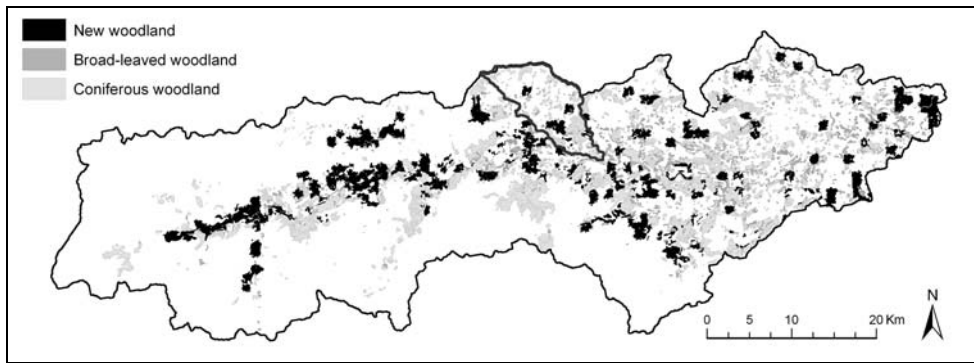 New woodland
Broad-leaved woodland
Coniferous woodland
N
0 5 10 20 Km